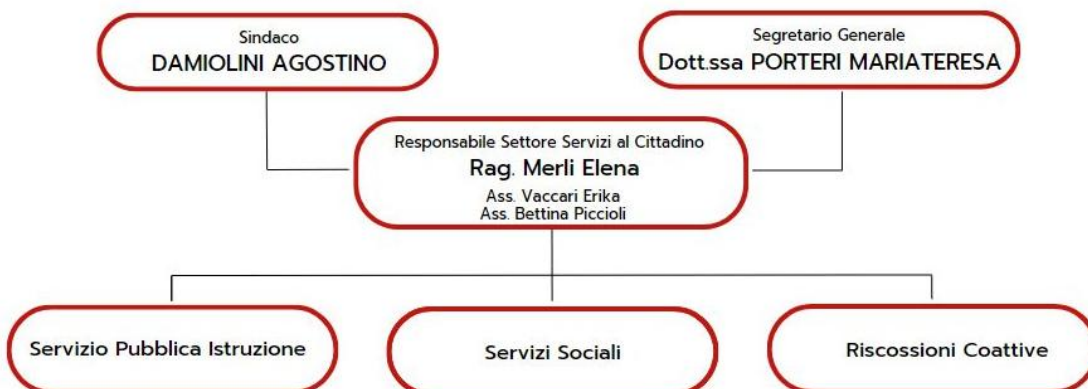 Sindaco
DAMIOLINI AGOSTINO
Segretario Generale
Dott.ssa PORTERI MARIATERESA
Responsabile Settore Servizi al Cittadino
Rag. Merli Elena
Ass. Vaccari Erika
Ass. Bettina Piccioli
Servizio Pubblica Istruzione
Servizi Sociali
Riscossioni Coattive